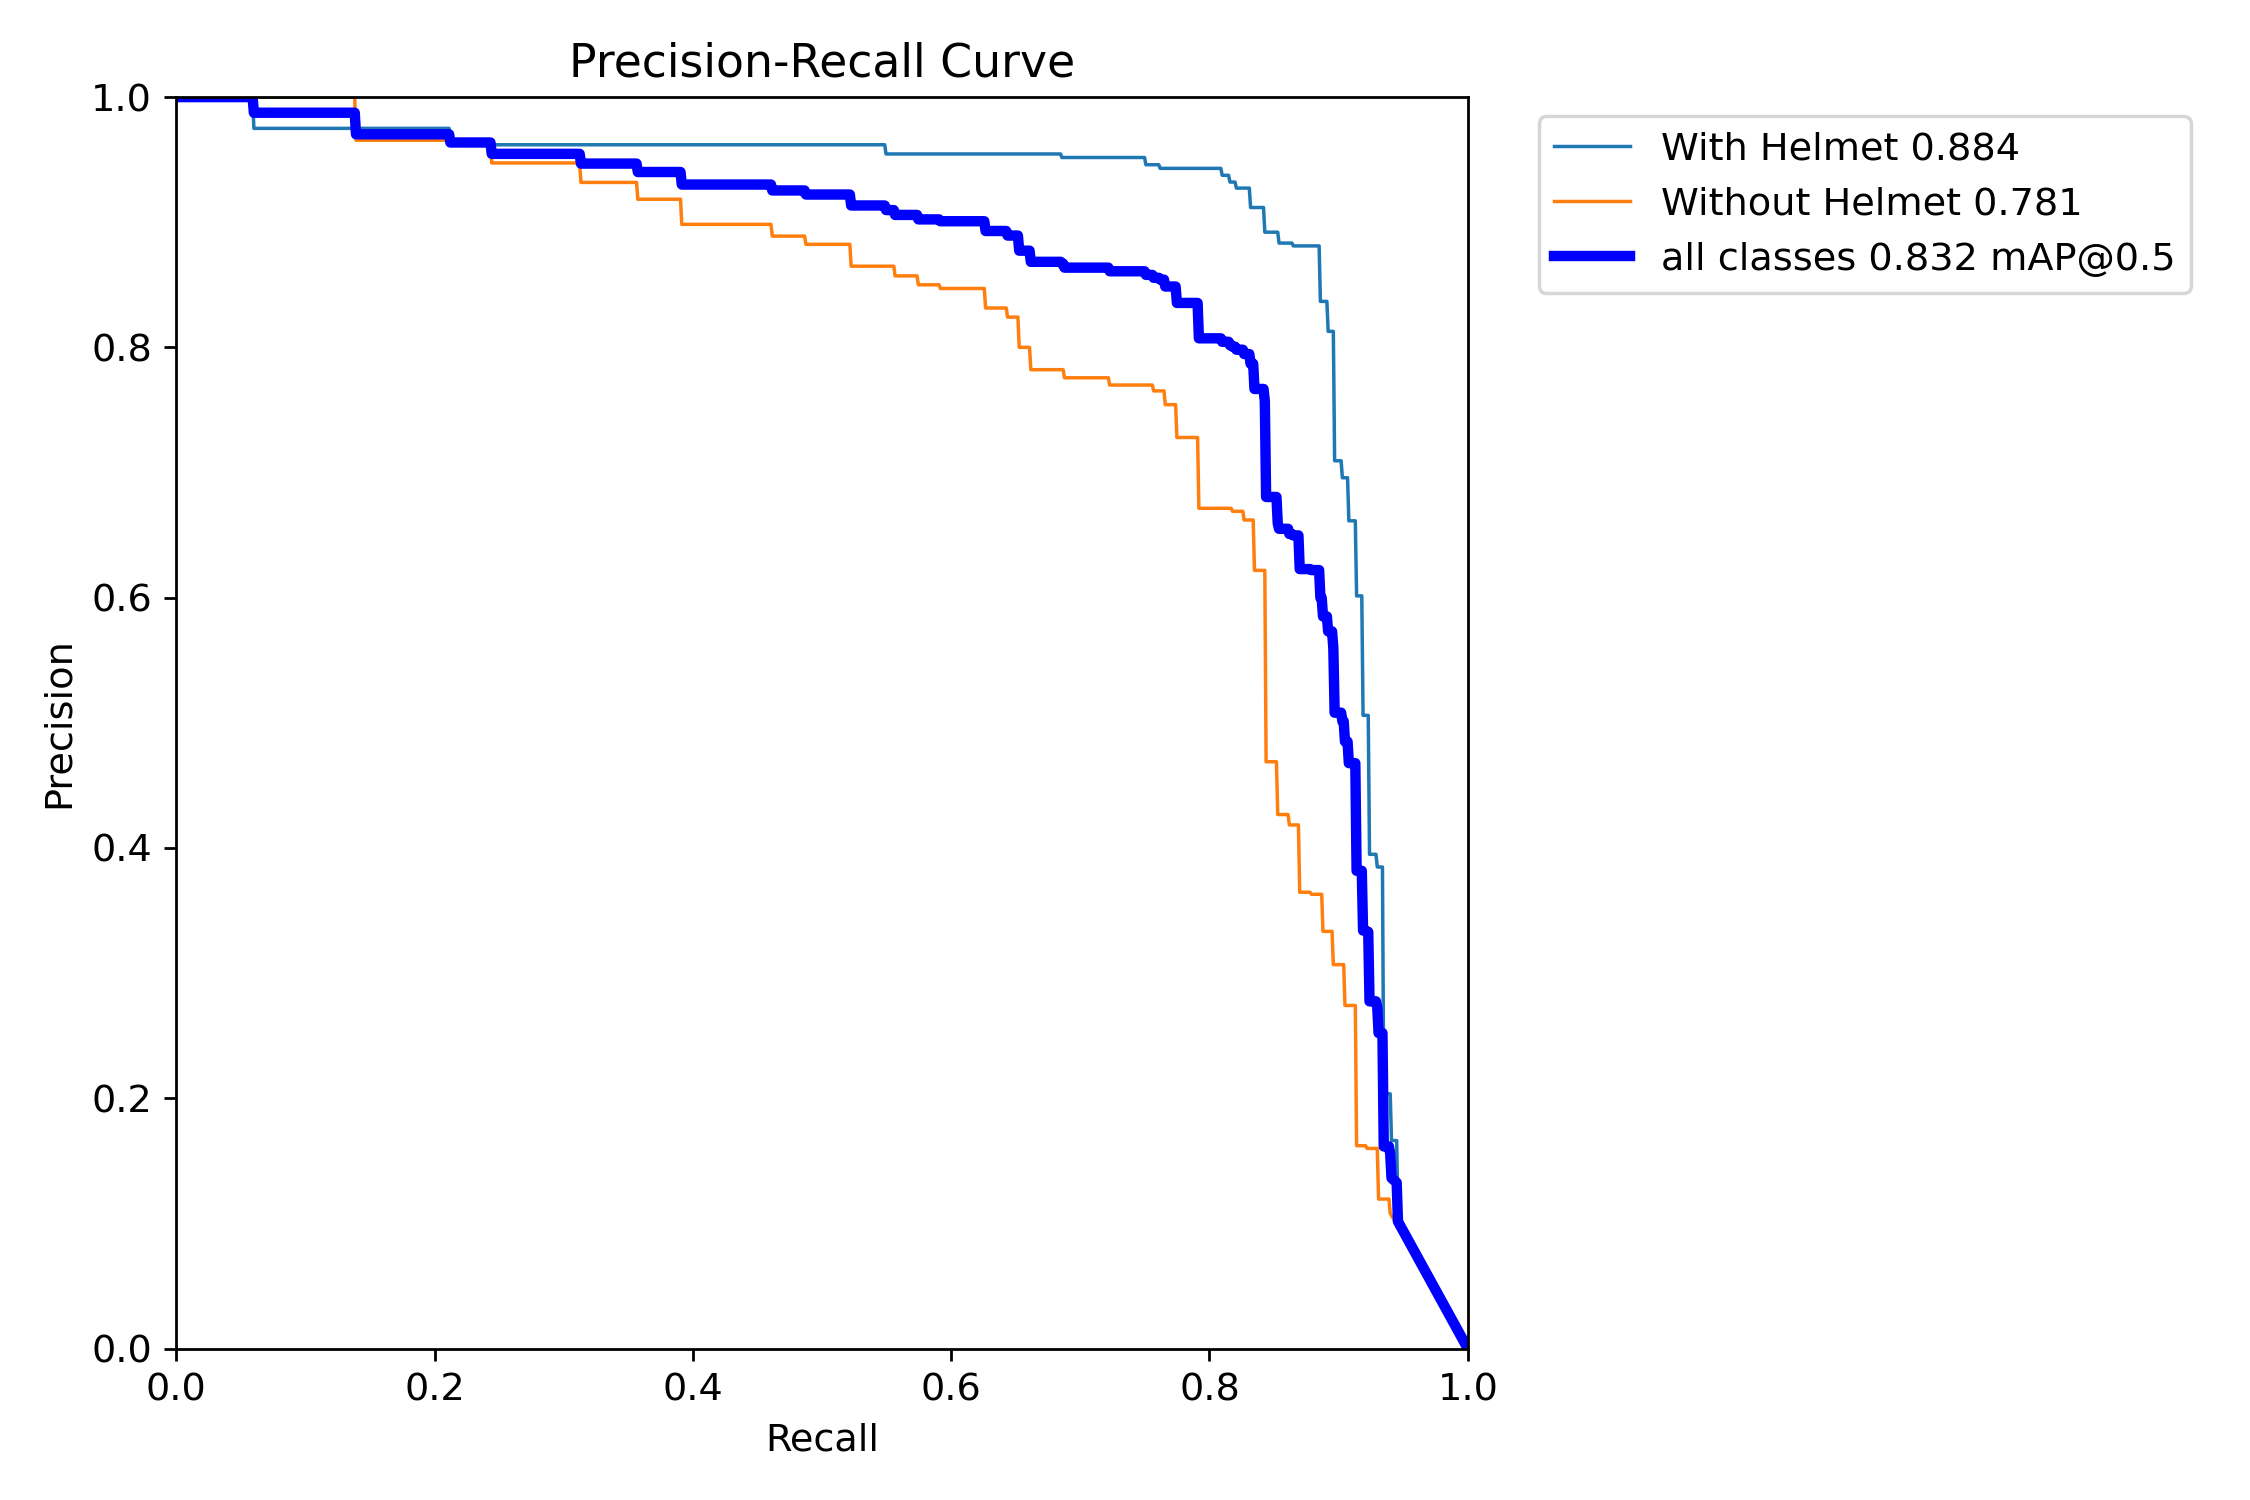 Precision-Recall Curve
With Helmet 0.884
Without Helmet 0.781
all classes 0.832 mAP@0.5
Precision
1.0
0.8
0.6
0.4
0.2
0.0
0.0 0.2 0.4 0.6 0.8 1.0
Recall